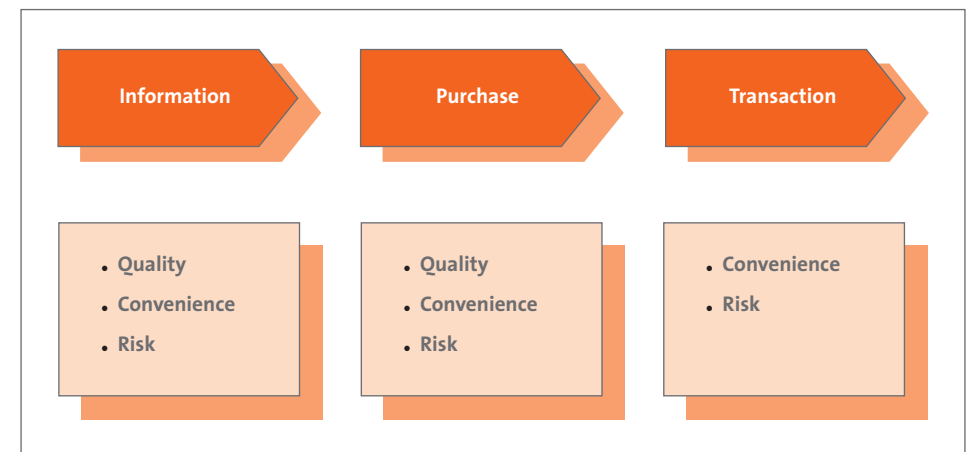 Information
Purchase
Transaction
• Quality
• Convenience
• Risk
• Quality
• Convenience
• Risk
• Convenience
• Risk